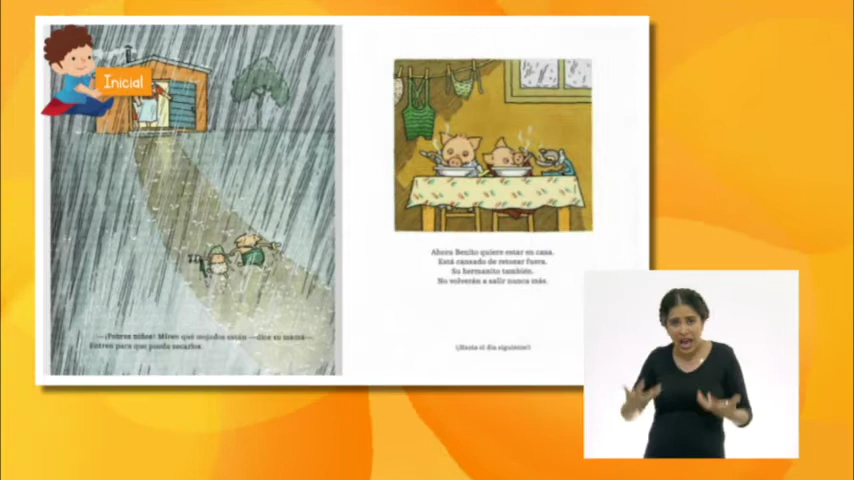 Inicial
—¡Pobres niños! Miren qué mojados están —dice su mamá—
Entren para que pueda secarlos.
Ahora Benito quiere estar en casa.
Está cansado de retozar fuera.
Su hermanito también.
No volverán a salir nunca más.
(¡Hasta el día siguiente!)